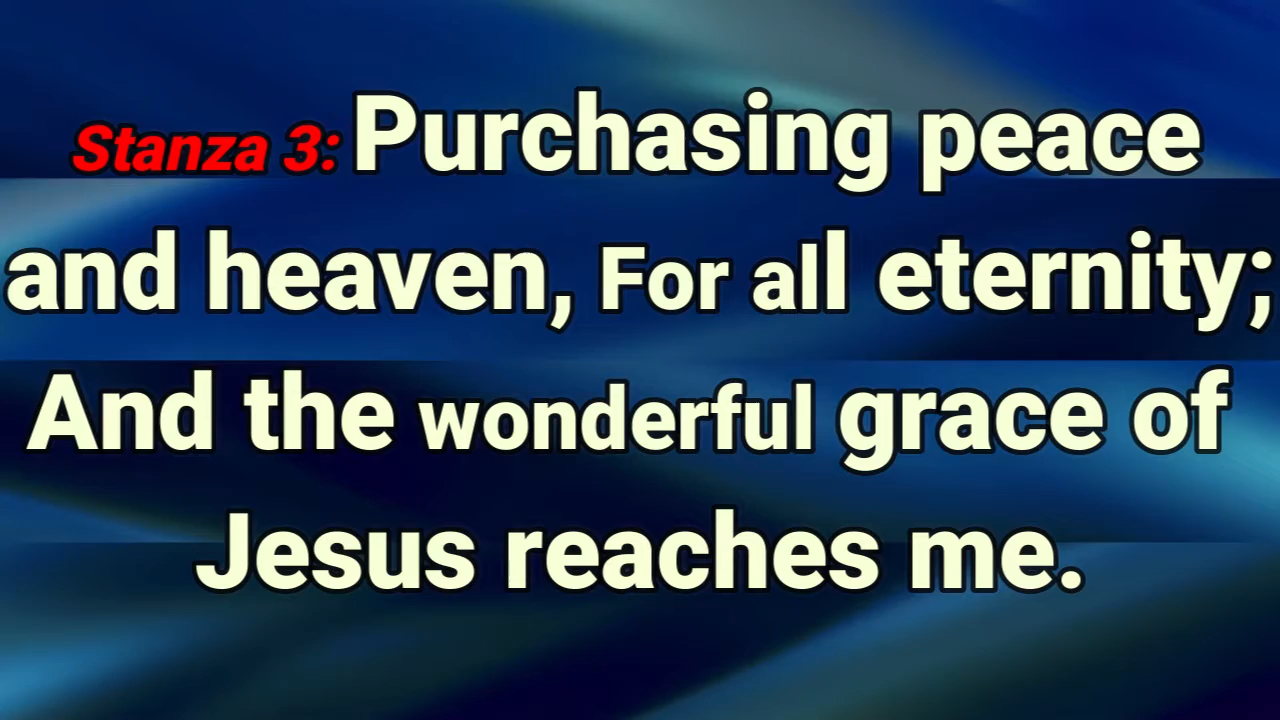 Stanza 3: Purchasing peace
and heaven, For all eternity;
And the wonderful grace of
Jesus reaches me.